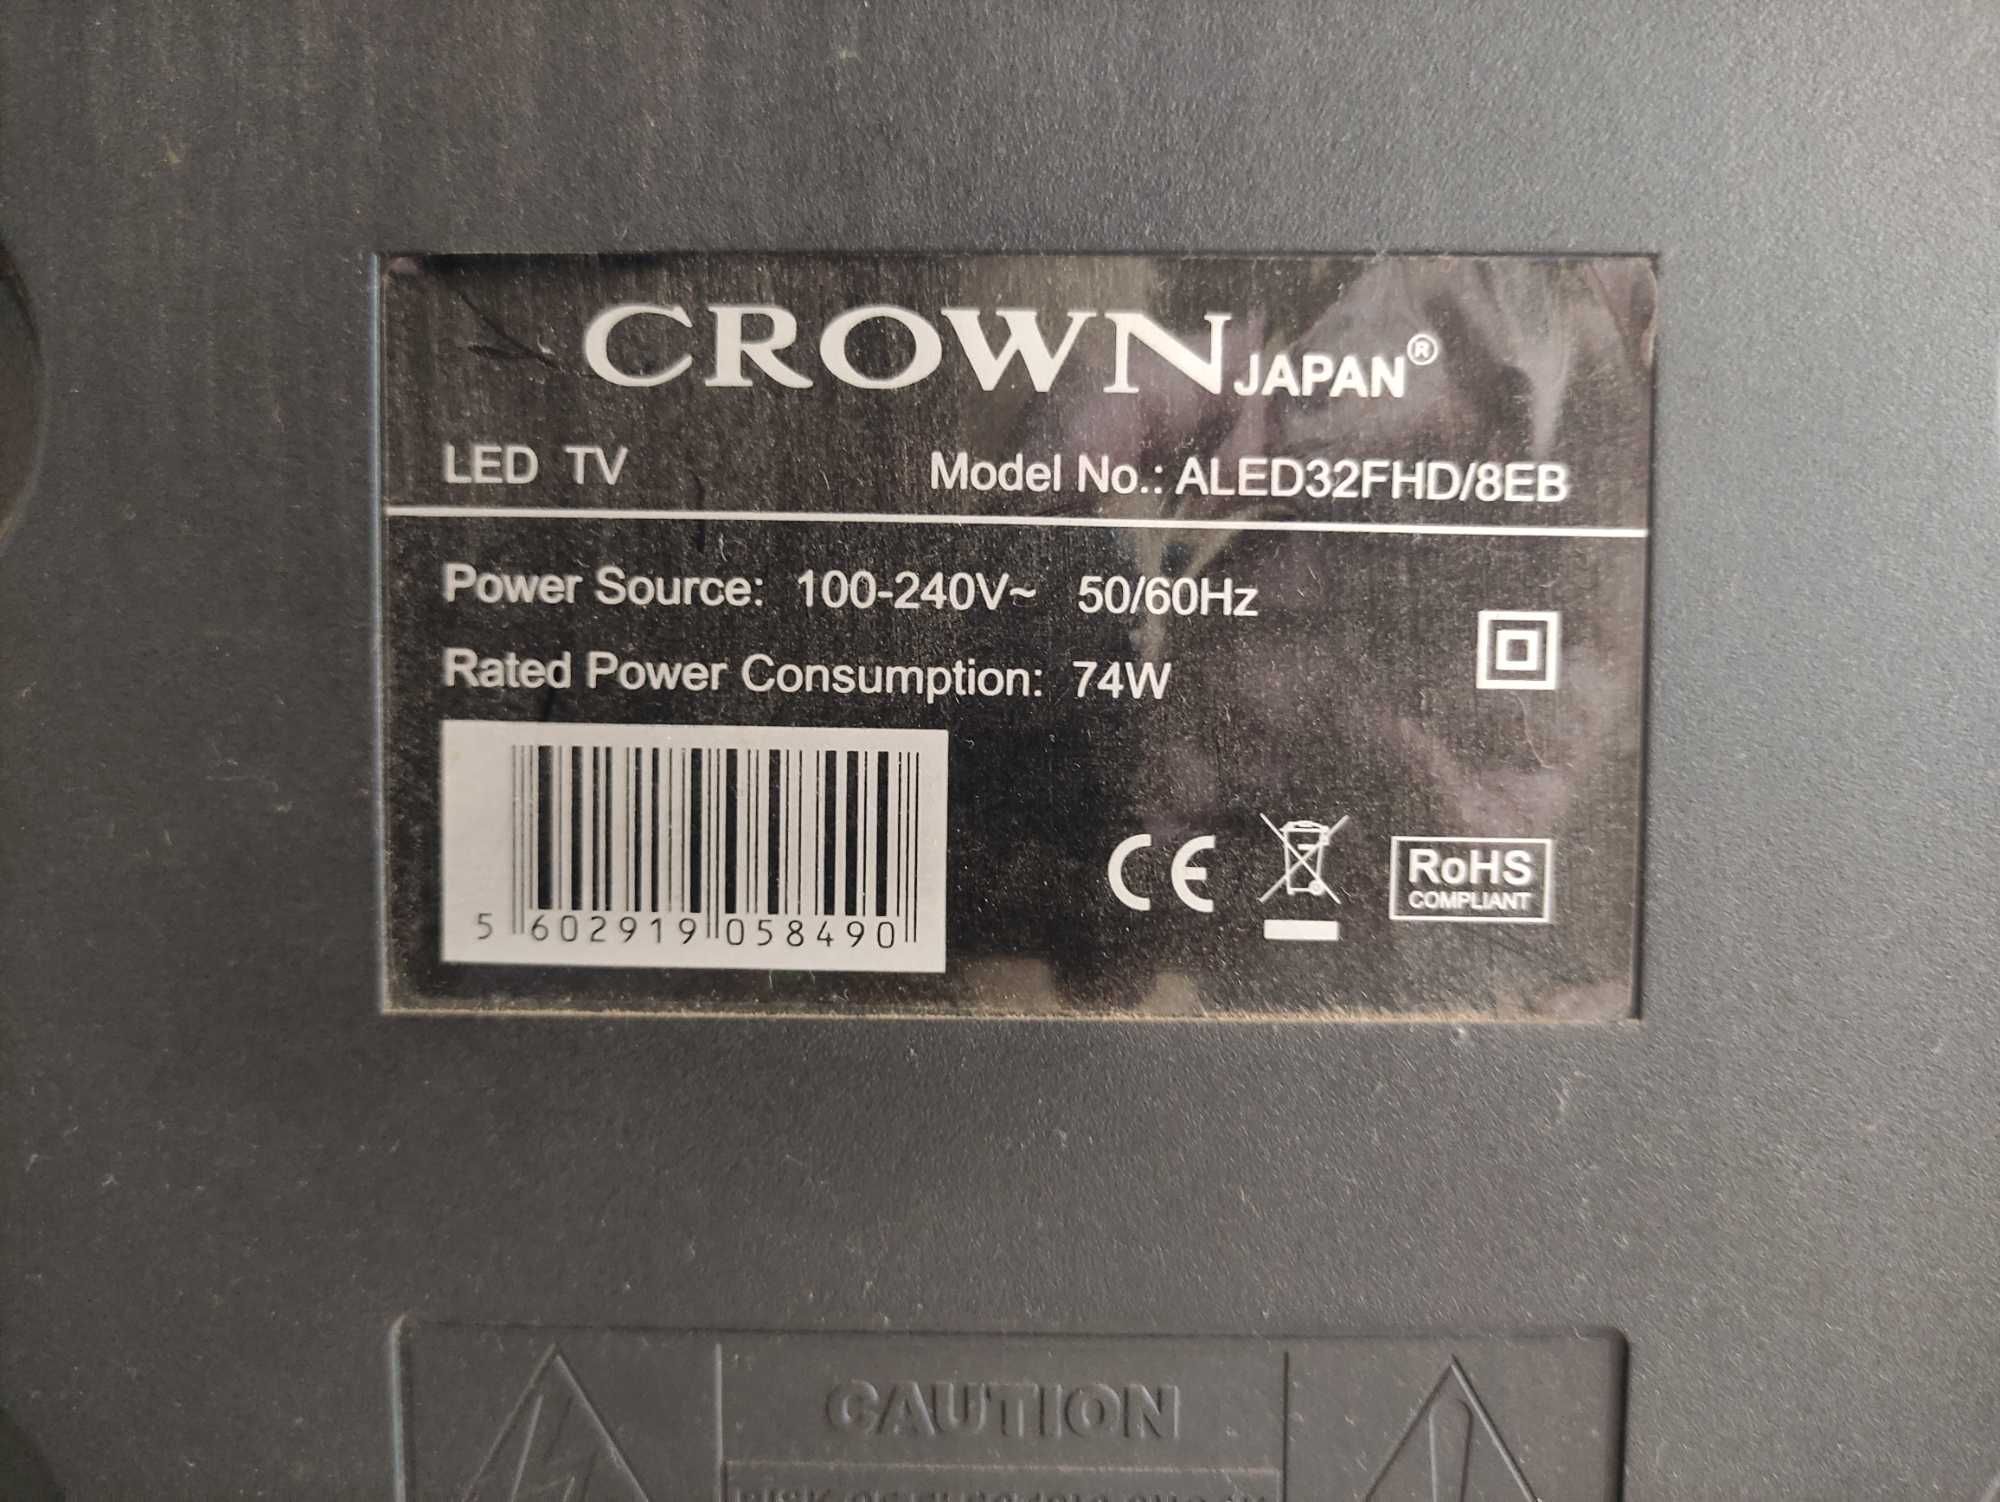 CROWN JAPAN®
LED TV Model No.: ALED32FHD/8EB
Power Source: 100-240V~ 50/60Hz
Rated Power Consumption: 74W
5 602919 058490
CE
RoHS
COMPLIANT
CAUTION